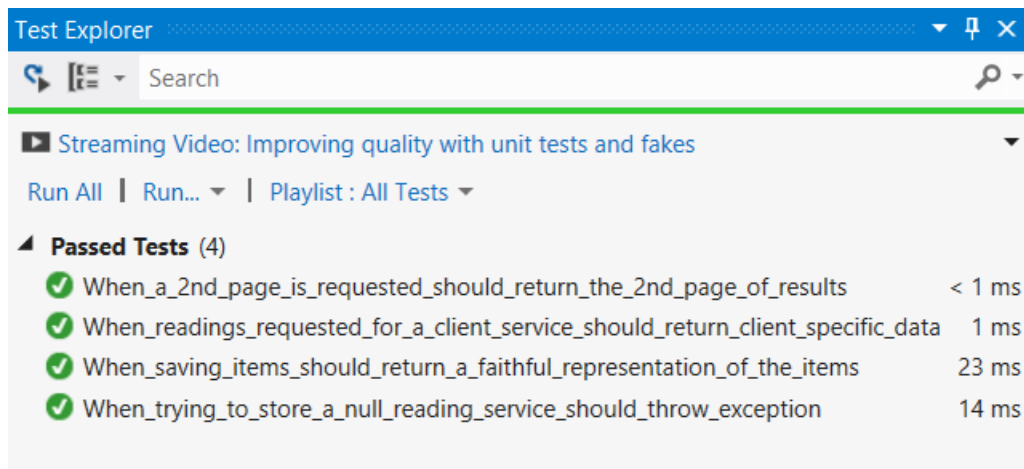 Test Explorer
Search
Streaming Video: Improving quality with unit tests and fakes
Run All | Run... | Playlist : All Tests
Passed Tests (4)
When_a_2nd_page_is_requested_should_return_the_2nd_page_of_results < 1 ms
When_readings_requested_for_a_client_service_should_return_client_specific_data 1 ms
When_saving_items_should_return_a_faithful_representation_of_the_items 23 ms
When_trying_to_store_a_null_reading_service_should_throw_exception 14 ms